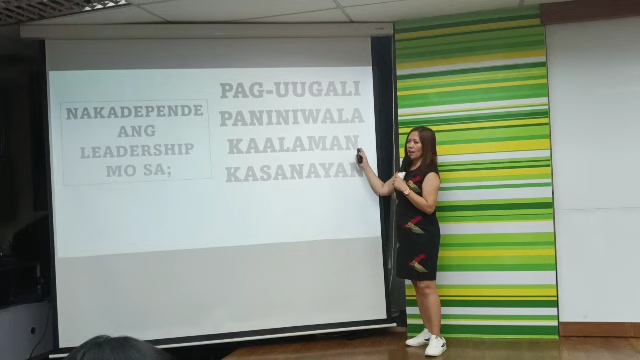 NAKADEPENDE
ANG
LEADERSHIP
MO SA;
PAG-UUGALI
PANINIWALA
KAALAMAN
KASANAYAN